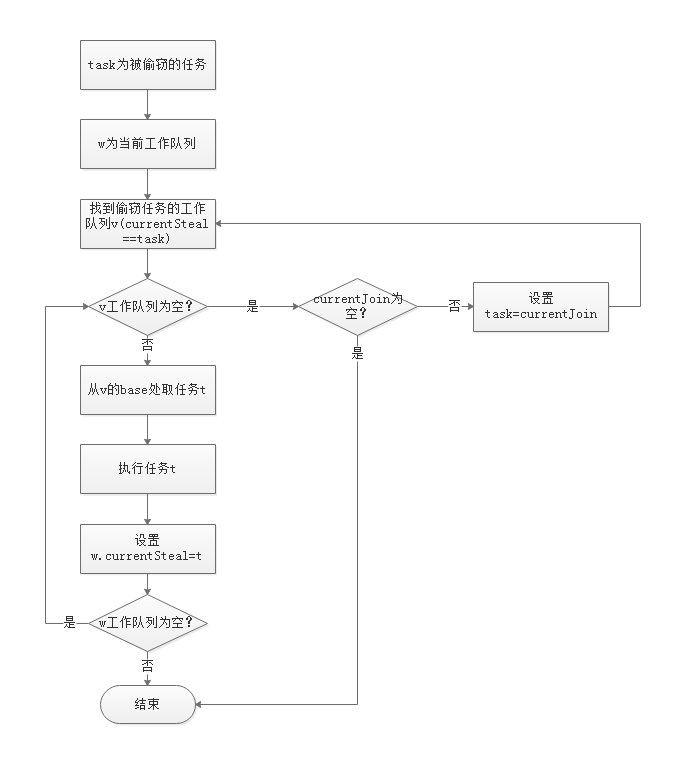 task为被偷窃的任务
w为当前工作队列
找到偷窃任务的工作
队列v(currentSteal
==task)
v工作队列为空?
是
currentJoin为
空?
否
设置
task=currentJoin
否
是
从v的base处取任务t
执行任务t
设置
w.currentSteal=t
是
w工作队列为空?
否
结束